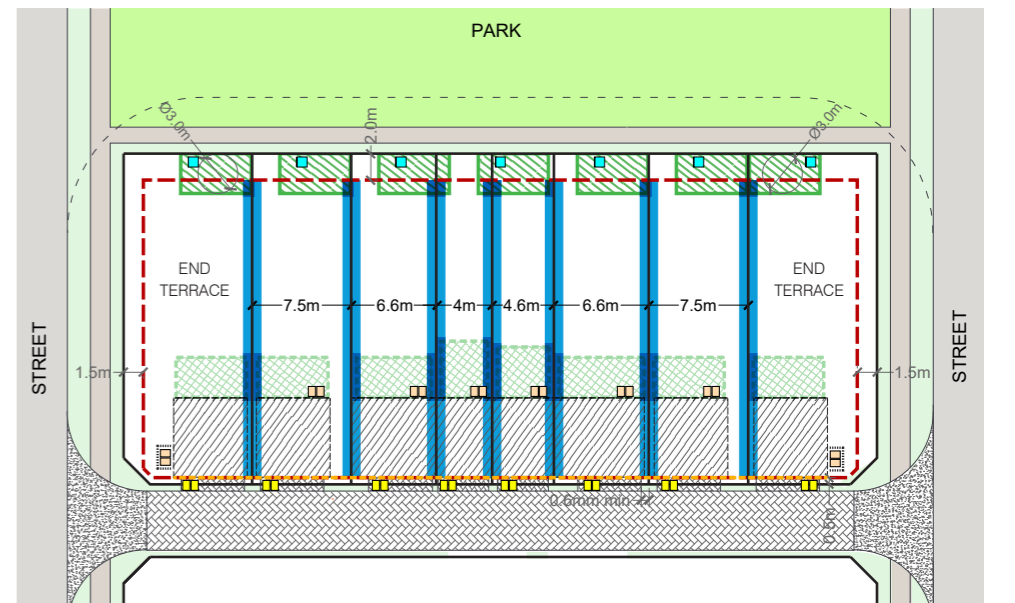 PARK
Ø3.0m
2.0m
Ø3.0m
END
TERRACE
END
TERRACE
7.5m
6.6m
4m
4.6m
6.6m
7.5m
STREET
STREET
1.5m
1.5m
0.6mm min
0.5m